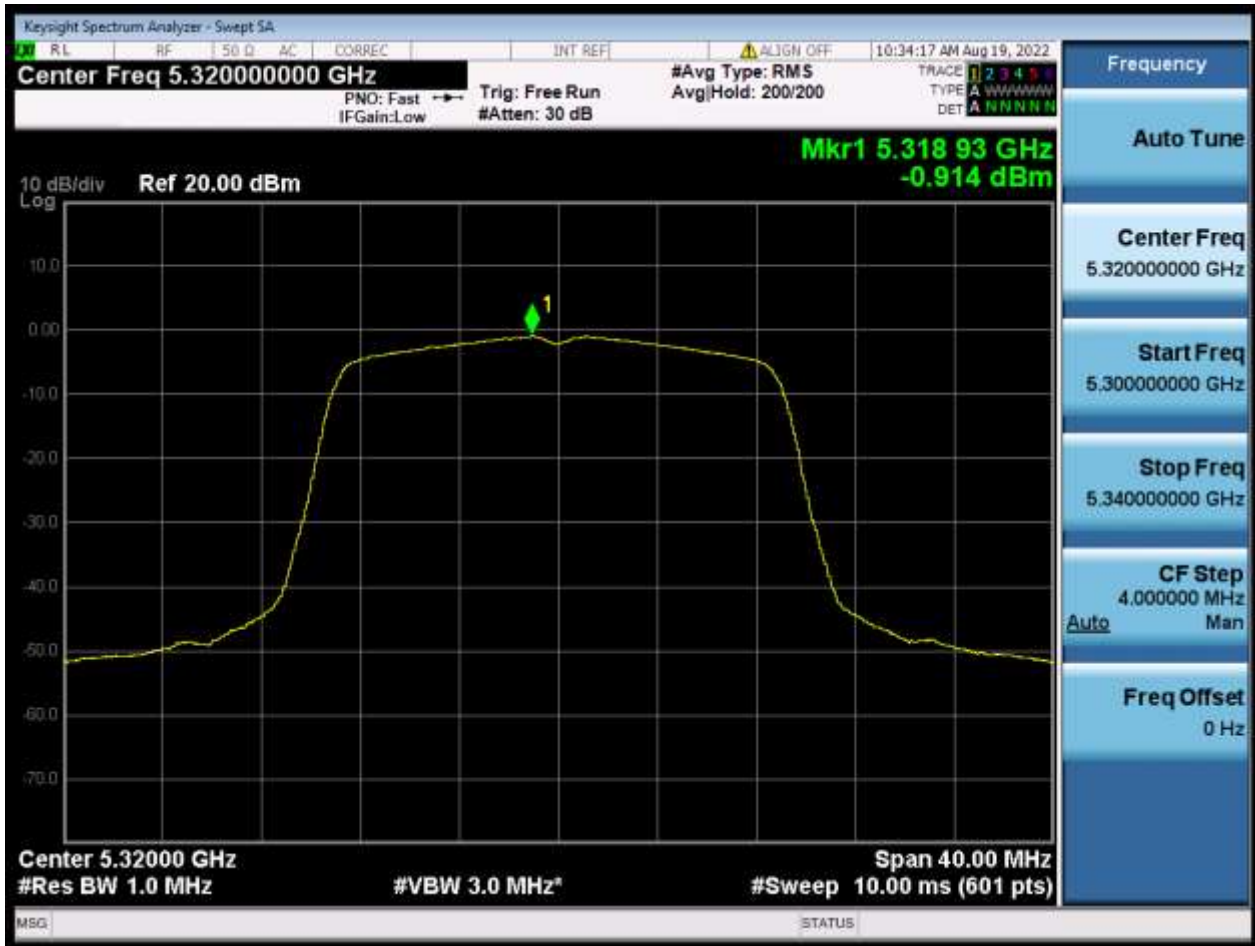 Keysight Spectrum Analyzer - Swept SA
LXI RL RF 50 Ω AC CORREC INT REF ALIGN OFF 10:34:17 AM Aug 19, 2022
Center Freq 5.320000000 GHz
PNO: Fast
IFGain:Low
Trig: Free Run
#Atten: 30 dB
#Avg Type: RMS
Avg|Hold: 200/200
TRACE 1 2 3 4 5 6
TYPE A WWWWW
DET A N N N N N
Mkr1 5.318 93 GHz
-0.914 dBm
10 dB/div Ref 20.00 dBm
Log
10.0
0.00
-10.0
-20.0
-30.0
-40.0
-50.0
-60.0
-70.0
1
Center 5.32000 GHz
Span 40.00 MHz
#Res BW 1.0 MHz
#VBW 3.0 MHz*
#Sweep 10.00 ms (601 pts)
MSG
STATUS
Frequency
Auto Tune
Center Freq
5.320000000 GHz
Start Freq
5.300000000 GHz
Stop Freq
5.340000000 GHz
CF Step
4.000000 MHz
Auto Man
Freq Offset
0 Hz